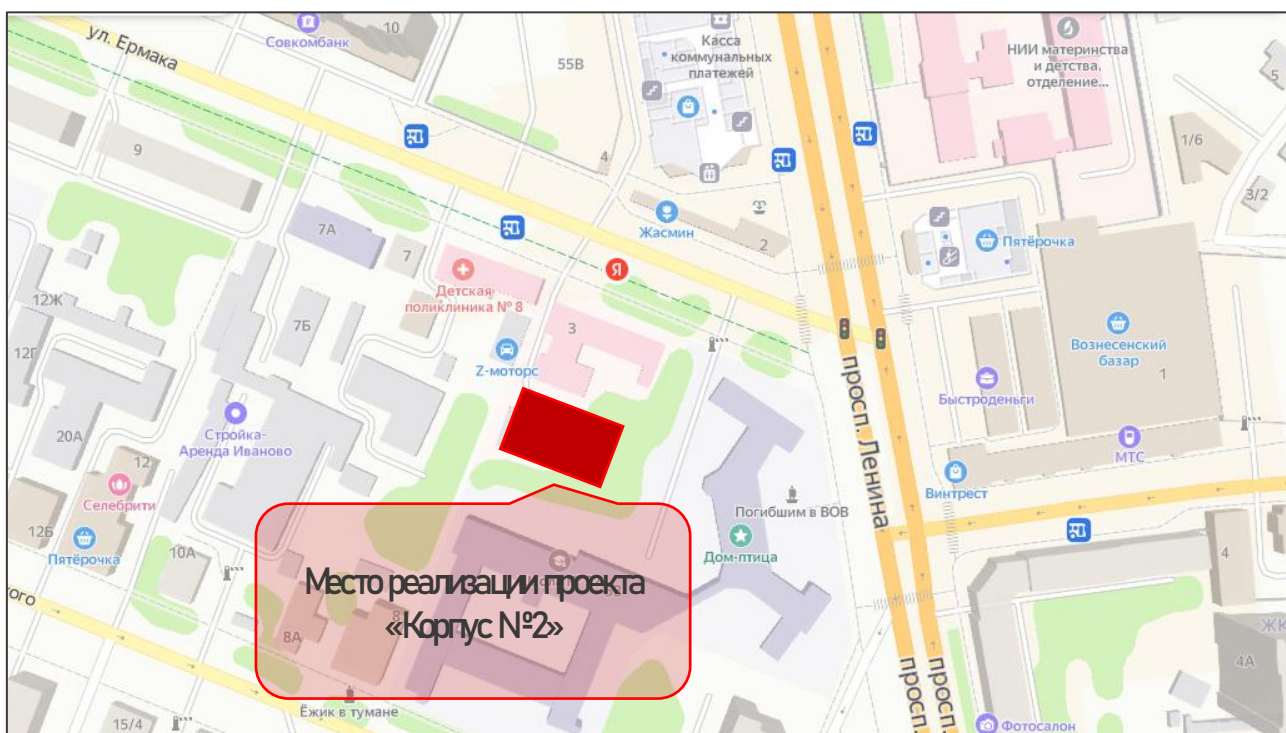 10
Совкомбанк
ул. Ермака
55В
Касса
коммунальных
платежей
НИИ материнства
и детства,
отделение...
5
9
4
1/6
3/2
7А
7
Жасмин
2
Пятёрочка
Я
Детская
поликлиника № 8
12Ж
7Б
3
12Г
Z-моторс
Вознесенский
базар
1
Быстроденьги
просп. Ленина
20А
Стройка-
Аренда Иваново
12
Селебрити
МТС
Винтрест
Погибшим в ВОВ
12Б
Пятёрочка
10А
Дом-птица
4
Место реализации проекта
«Корпус №2»
ого
8А
8
ЖК
4А
просп.
просп.
Ёжик в тумане
15/4
Фотосалон